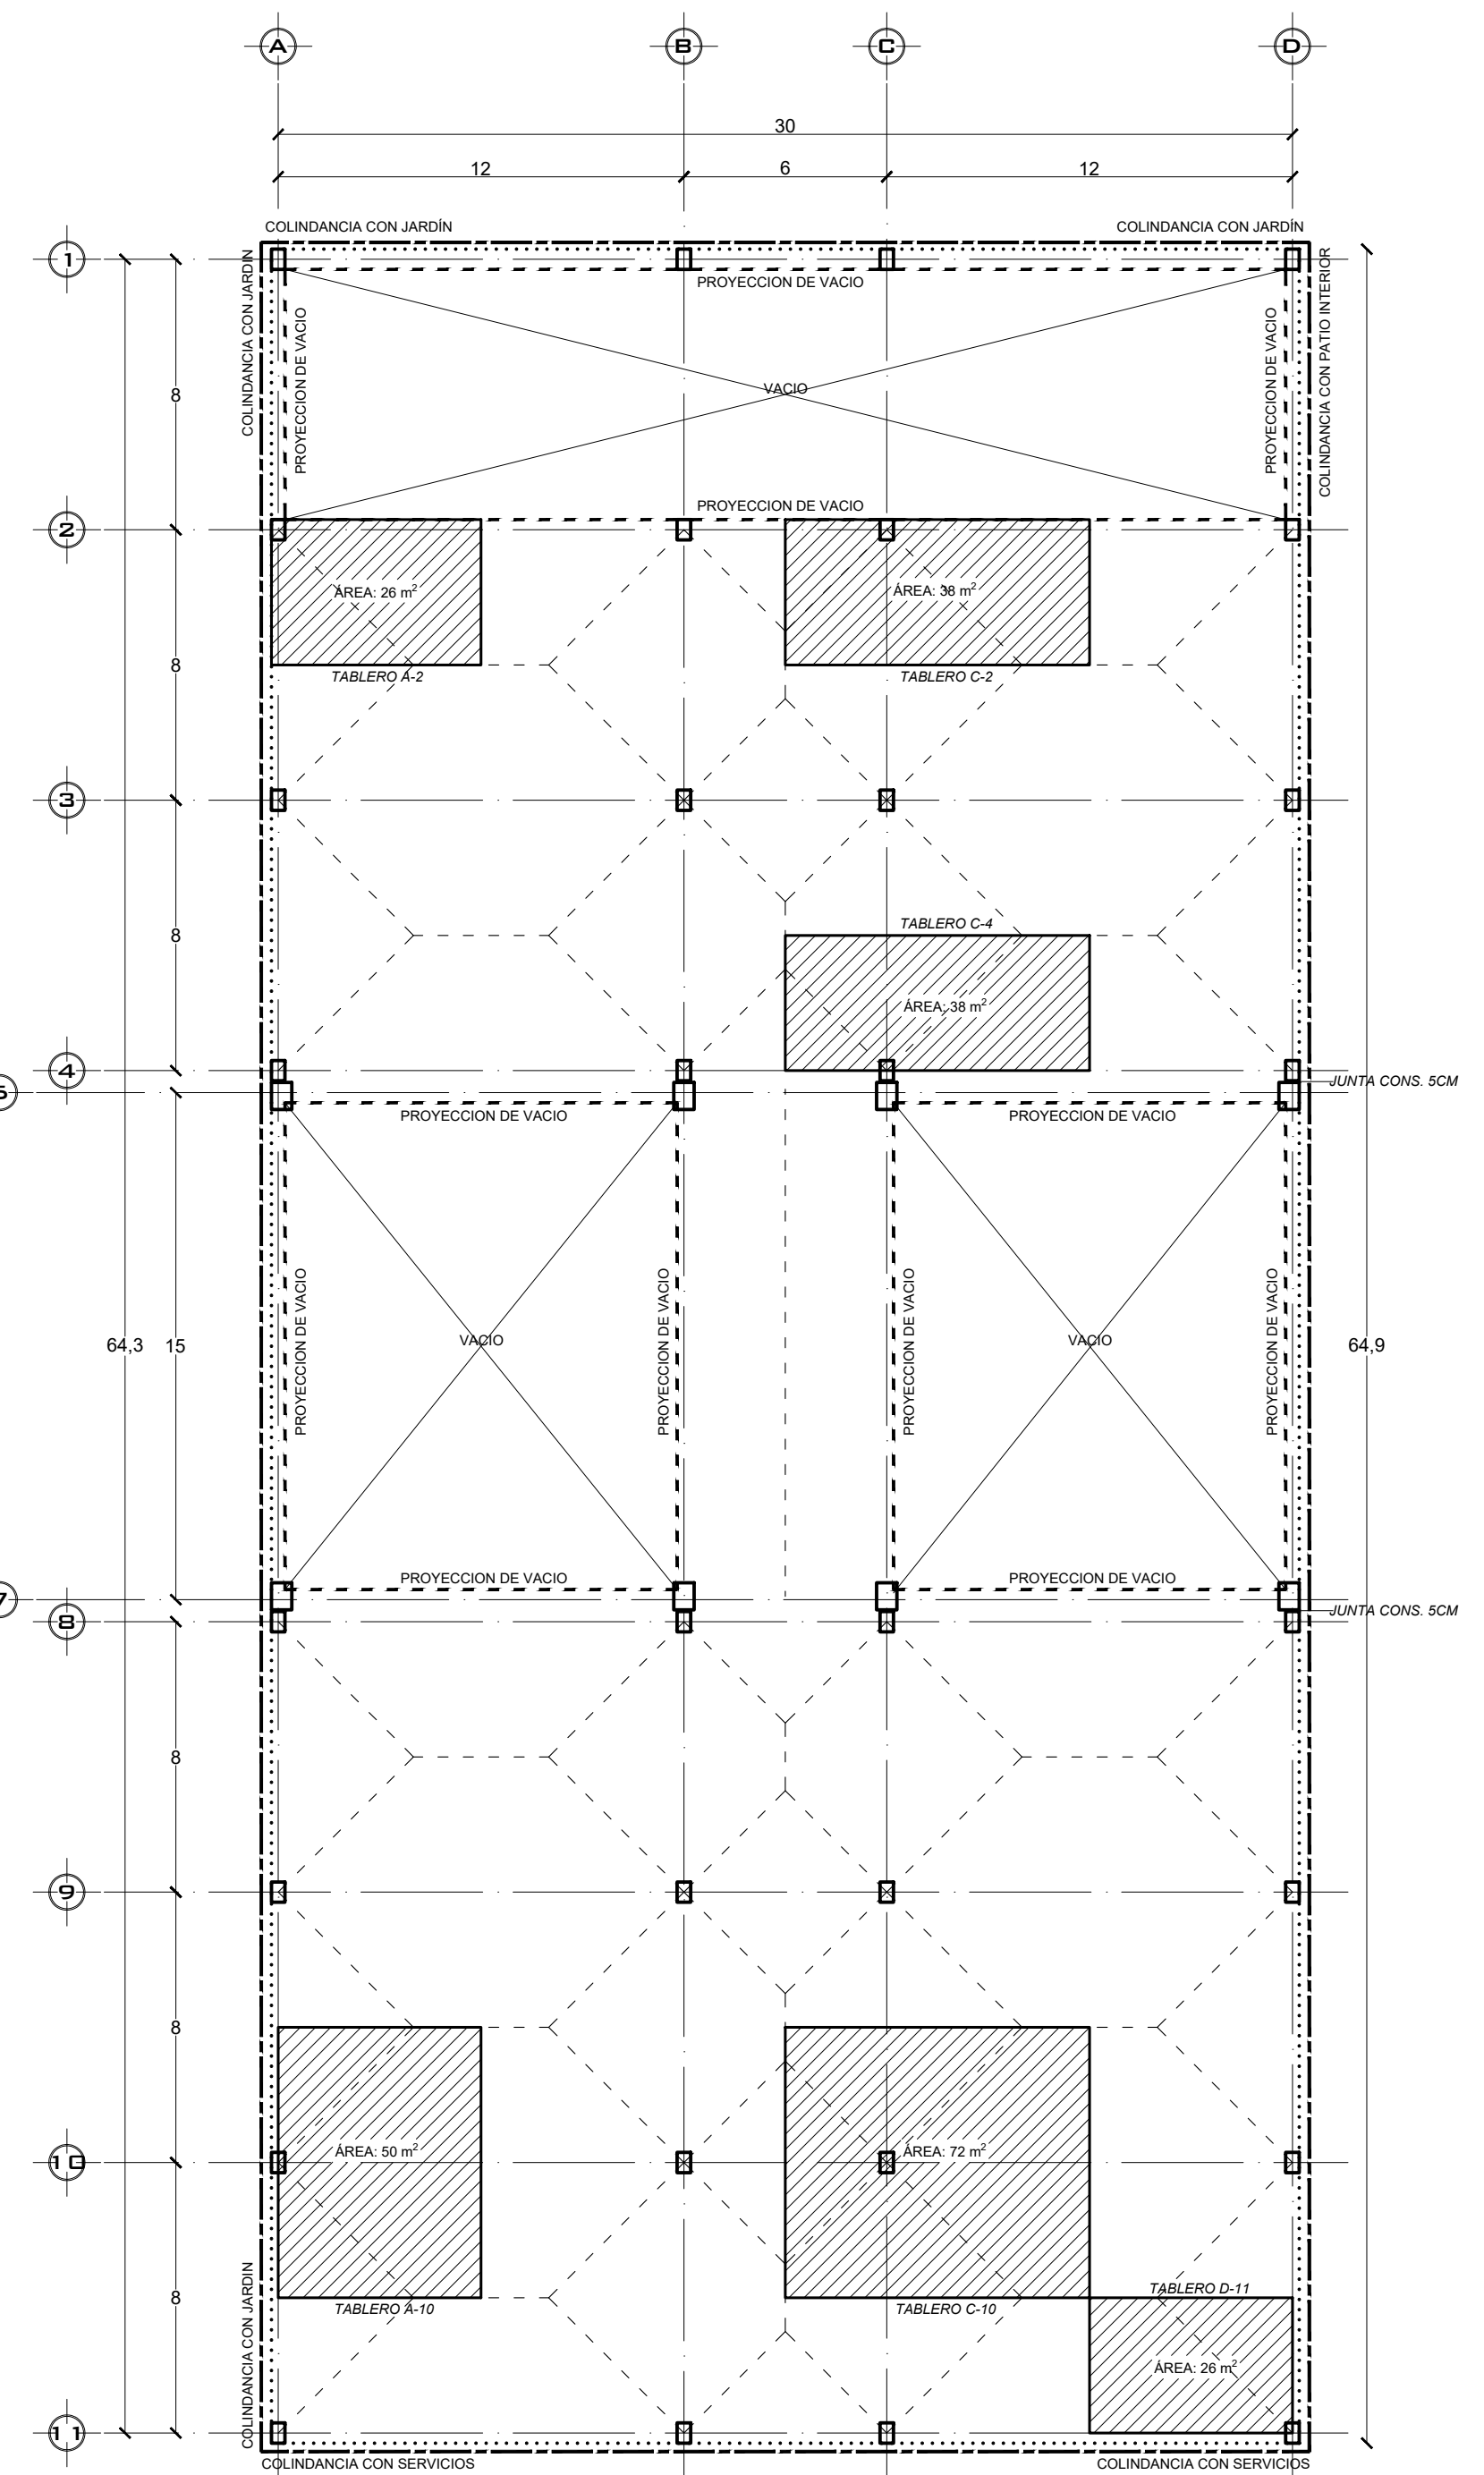 A
B
C
D
30
12
6
12
COLINDANCIA CON JARDÍN
COLINDANCIA CON JARDÍN
1
COLINDANCIA CON JARDIN
PROYECCION DE VACIO
PROYECCION DE VACIO
PROYECCION DE VACIO
COLINDANCIA CON PATIO INTERIOR
8
VACIO
PROYECCION DE VACIO
2
ÁREA: 26 m²
ÁREA: 38 m²
8
TABLERO A-2
TABLERO C-2
3
TABLERO C-4
8
ÁREA: 38 m²
4
JUNTA CONS. 5CM
PROYECCION DE VACIO
PROYECCION DE VACIO
PROYECCION DE VACIO
PROYECCION DE VACIO
PROYECCION DE VACIO
PROYECCION DE VACIO
64,3
15
VACIO
VACIO
64,9
PROYECCION DE VACIO
PROYECCION DE VACIO
7
8
JUNTA CONS. 5CM
8
9
8
ÁREA: 50 m²
ÁREA: 72 m²
10
8
TABLERO A-10
TABLERO C-10
TABLERO D-11
COLINDANCIA CON JARDIN
ÁREA: 26 m²
11
COLINDANCIA CON SERVICIOS
COLINDANCIA CON SERVICIOS